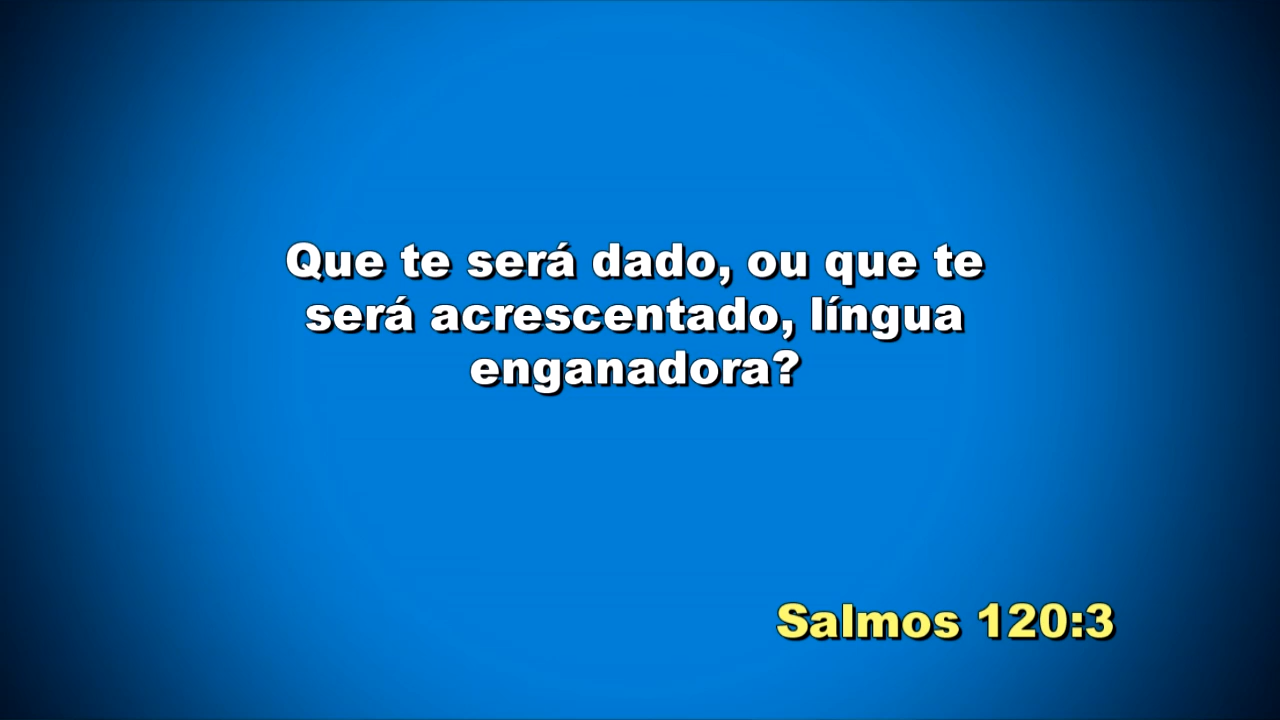 Que te será dado, ou que te
será acrescentado, língua
enganadora?
Salmos 120:3